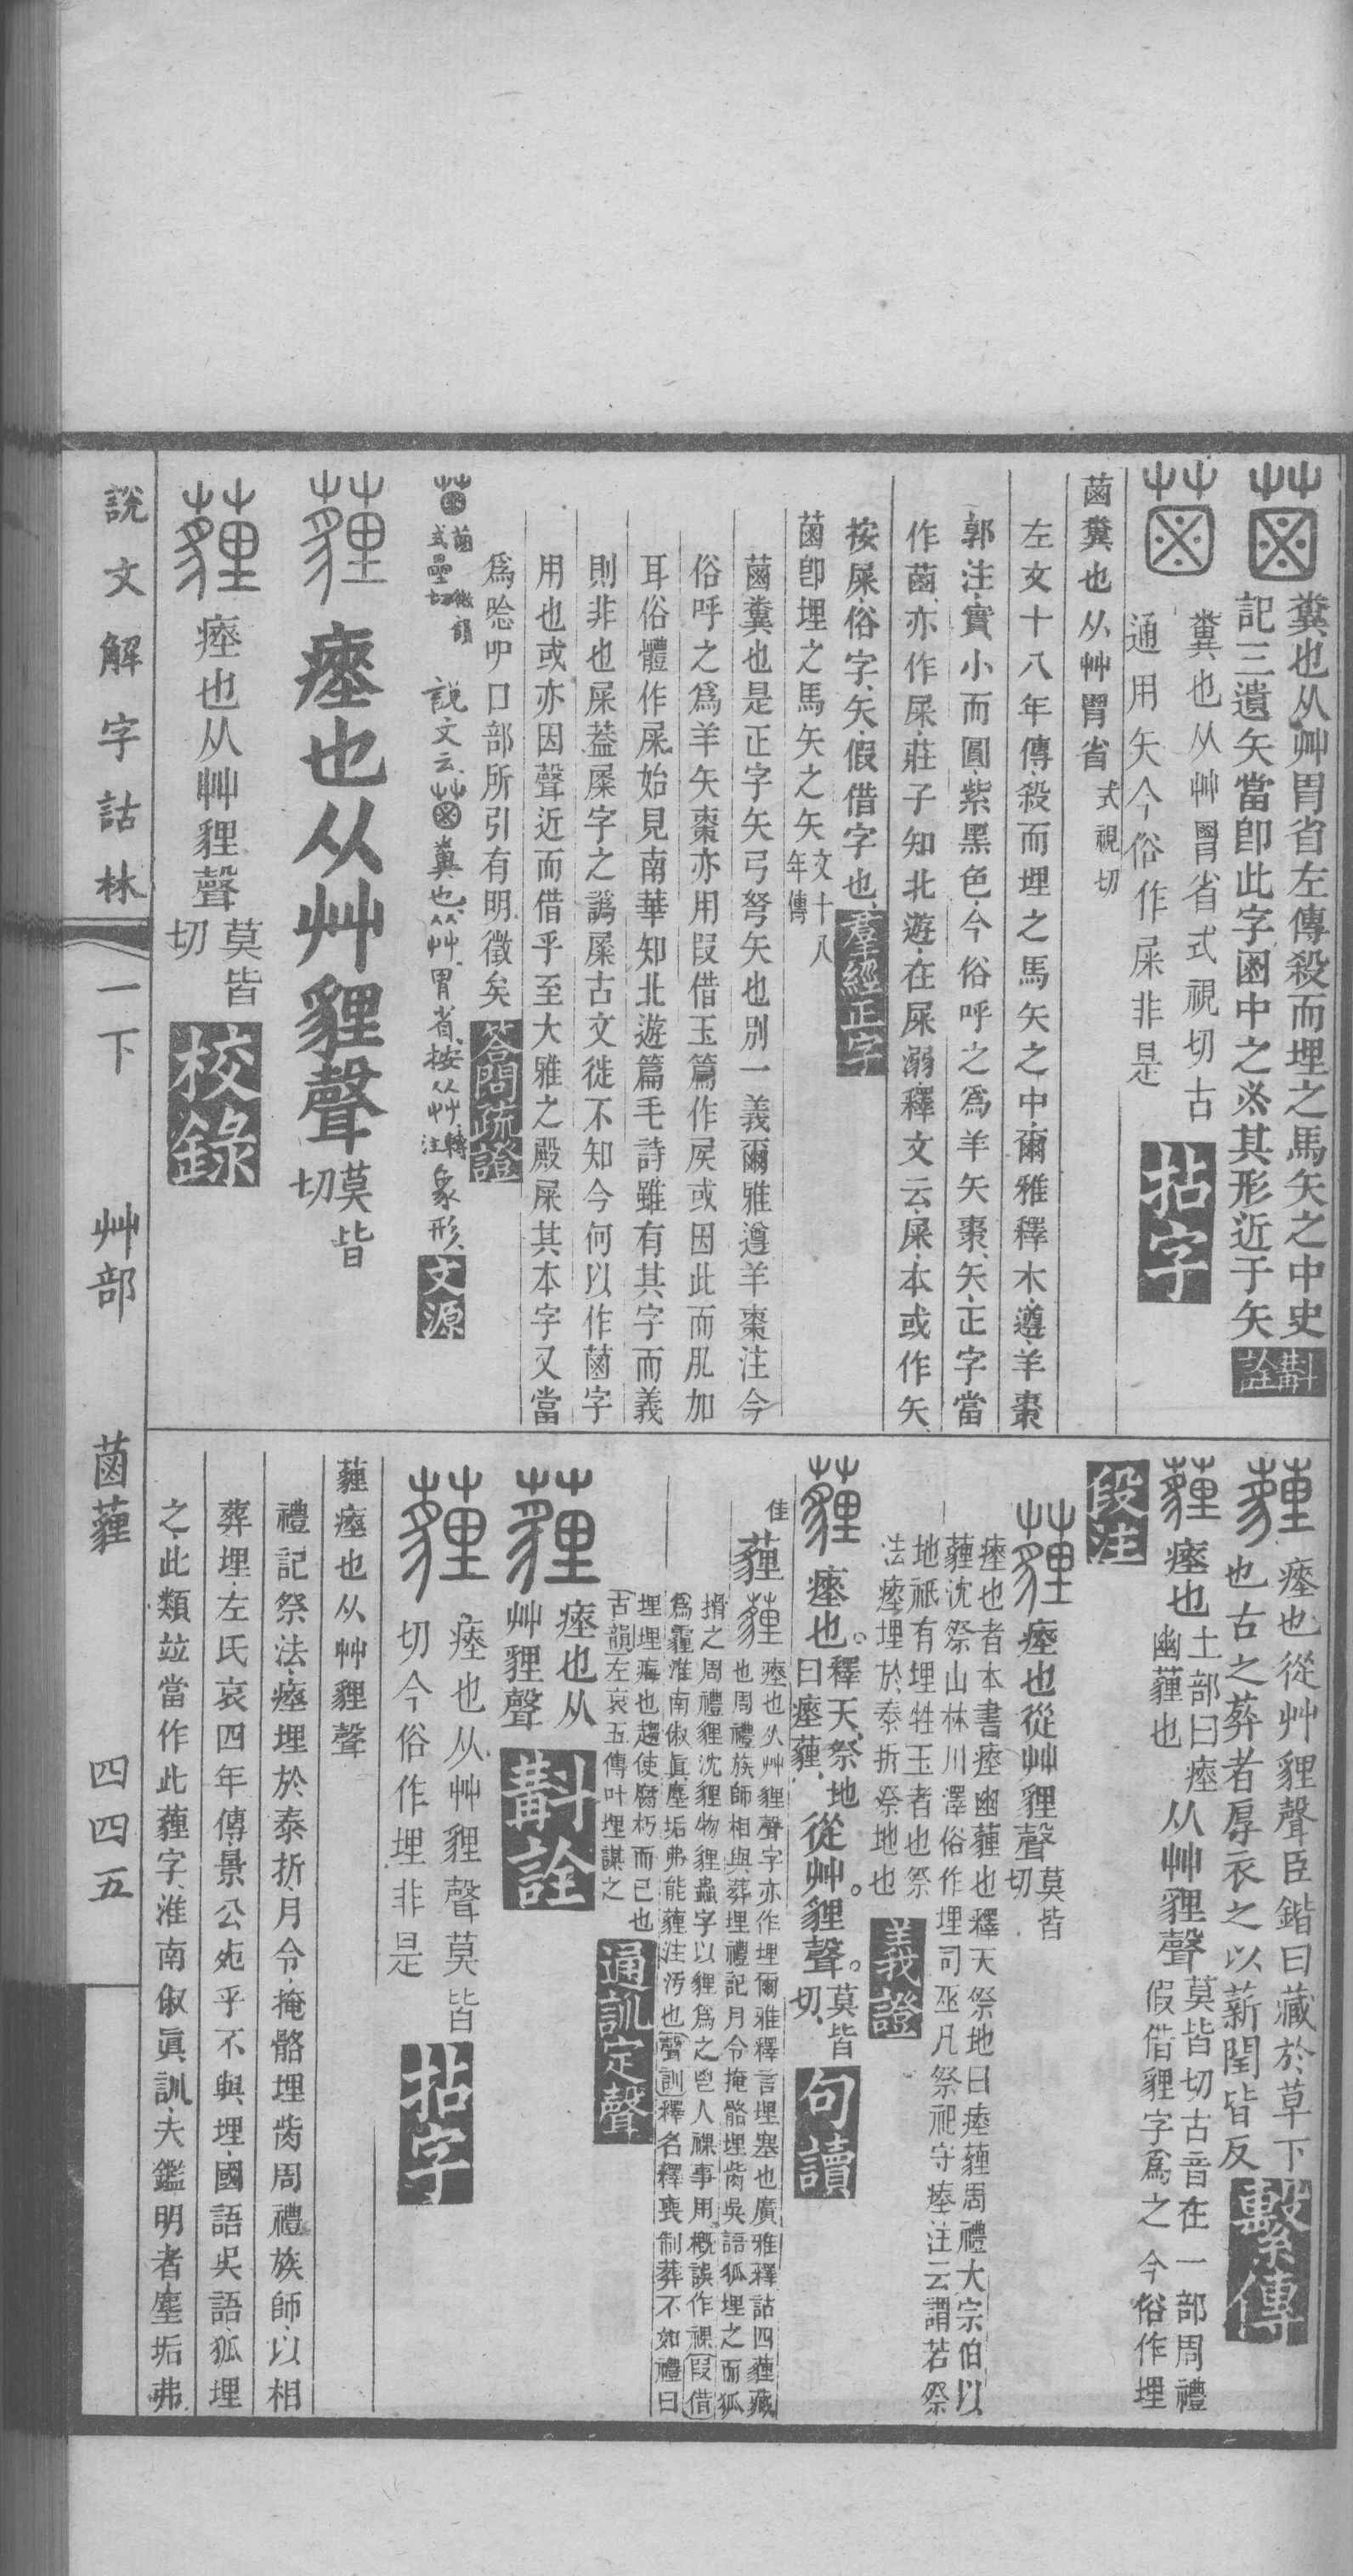 糞也从艸胃省左傳殺而埋之馬矢之中史
記三遺矢當卽此字𡇒中之米其形近于矢
斠詮
糞也从艸胃省式視切古
通用矢今俗作屎非是
拈字
菡糞也从艸胃省式視切
左文十八年傳殺而埋之馬矢之中爾雅釋木遵羊棗
郭注實小而圓紫黑色今俗呼之爲羊矢棗矢正字當
作菌亦作屎莊子知北遊在屎溺釋文云屎本或作矢
按屎俗字矢假借字也羣經正字
菌卽埋之馬矢之矢文十八年傳
菌糞也是正字矢弓弩矢也別一義爾雅遵羊棗注今
俗呼之爲羊矢棗亦用叚借玉篇作屎或因此而肊加
耳俗體作屎始見南華知北遊篇毛詩雖有其字而義
則非也屎葢㞙字之譌㞙古文徙不知今何以作菌字
用也或亦因聲近而借乎至大雅之殿屎其本字又當
爲唸吚口部所引有明徵矣答問疏證
菌式墨切微韻
說文云糞也从艸胃省按从艸轉注象形文源
薶瘞也从艸貍聲莫皆切
薶瘞也从艸貍聲莫皆切
校錄
說文解字詁林
一下
艸部
菌薶
四四五
薶瘞也從艸貍聲臣鍇曰藏於草下
也古之葬者厚衣之以薪門皆反
繫傳
薶瘞也土部曰瘞幽薶也从艸貍聲莫皆切古音在一部周禮
假借貍字爲之今俗作埋
段注
薶瘞也從艸貍聲莫皆切
瘞也者本書瘞幽薶也釋天祭地曰瘞薶周禮大宗伯以
薶沈祭山林川澤俗作埋司巫凡祭祀守瘞注云謂若祭
地祇有埋牲玉者也祭
法瘞埋於泰折祭地也
義證
薶瘞也釋天祭地曰瘞薶從艸貍聲莫皆切
句讀
佳
薶薶瘞也从艸貍聲字亦作埋爾雅釋言埋塞也廣雅釋詁四薶藏
也周禮族師相與葬埋禮記月令掩骼埋胔吳語狐埋之而狐
搰之周禮貍沈貍物貍蟲字以貍爲之鬯人祼事用概誤作祼叚借
爲霾淮南俶眞塵垢弗能薶注汚也聲訓釋名釋喪制葬不如禮曰
埋埋痗也趨使腐朽而已也
古韻左哀五傳叶埋謀之
通訓定聲
薶瘞也从
艸貍聲
斠詮
薶瘞也从艸貍聲莫皆
切今俗作埋非是
拈字
薶瘞也从艸貍聲
禮記祭法瘞埋於泰折月令掩骼埋胔周禮族師以相
葬埋左氏哀四年傳景公死乎不與埋國語吳語狐埋
之此類竝當作此薶字淮南俶眞訓夫鑑明者塵垢弗